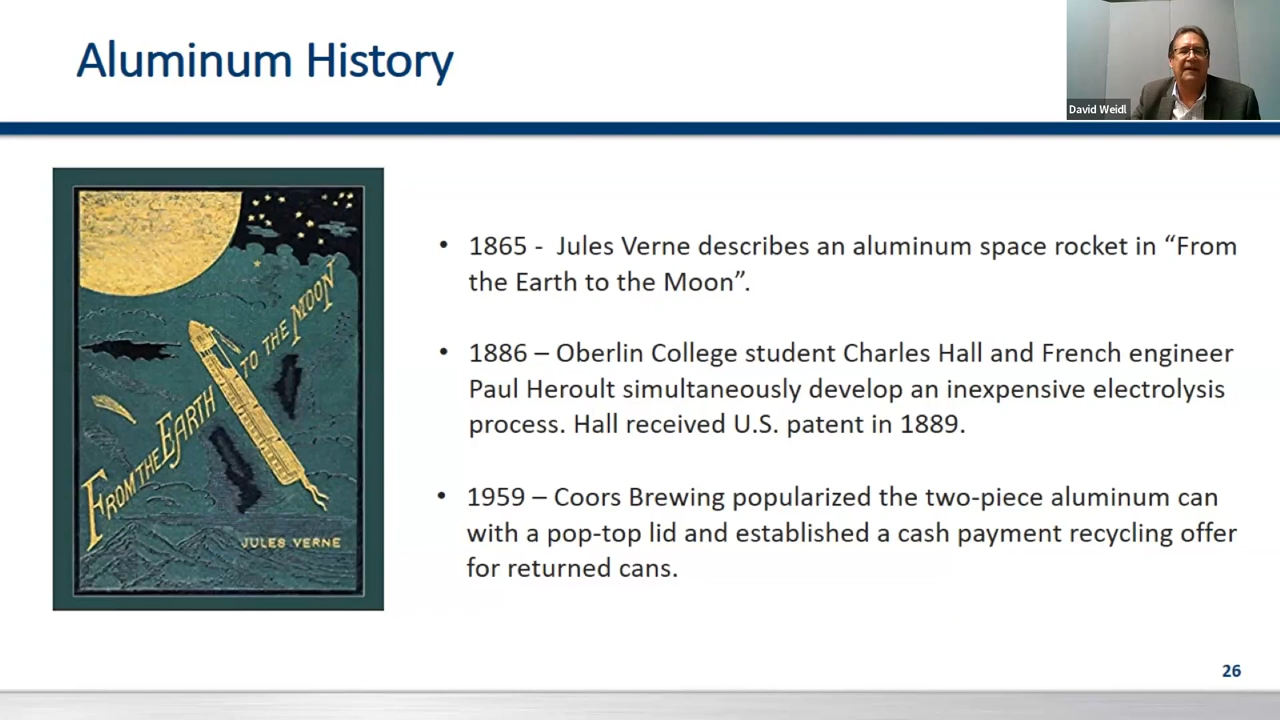 Aluminum History
David Weidl
FROM THE EARTH TO THE MOON
JULES VERNE
• 1865 -  Jules Verne describes an aluminum space rocket in “From
the Earth to the Moon”.
• 1886 – Oberlin College student Charles Hall and French engineer
Paul Heroult simultaneously develop an inexpensive electrolysis
process. Hall received U.S. patent in 1889.
• 1959 – Coors Brewing popularized the two-piece aluminum can
with a pop-top lid and established a cash payment recycling offer
for returned cans.
26